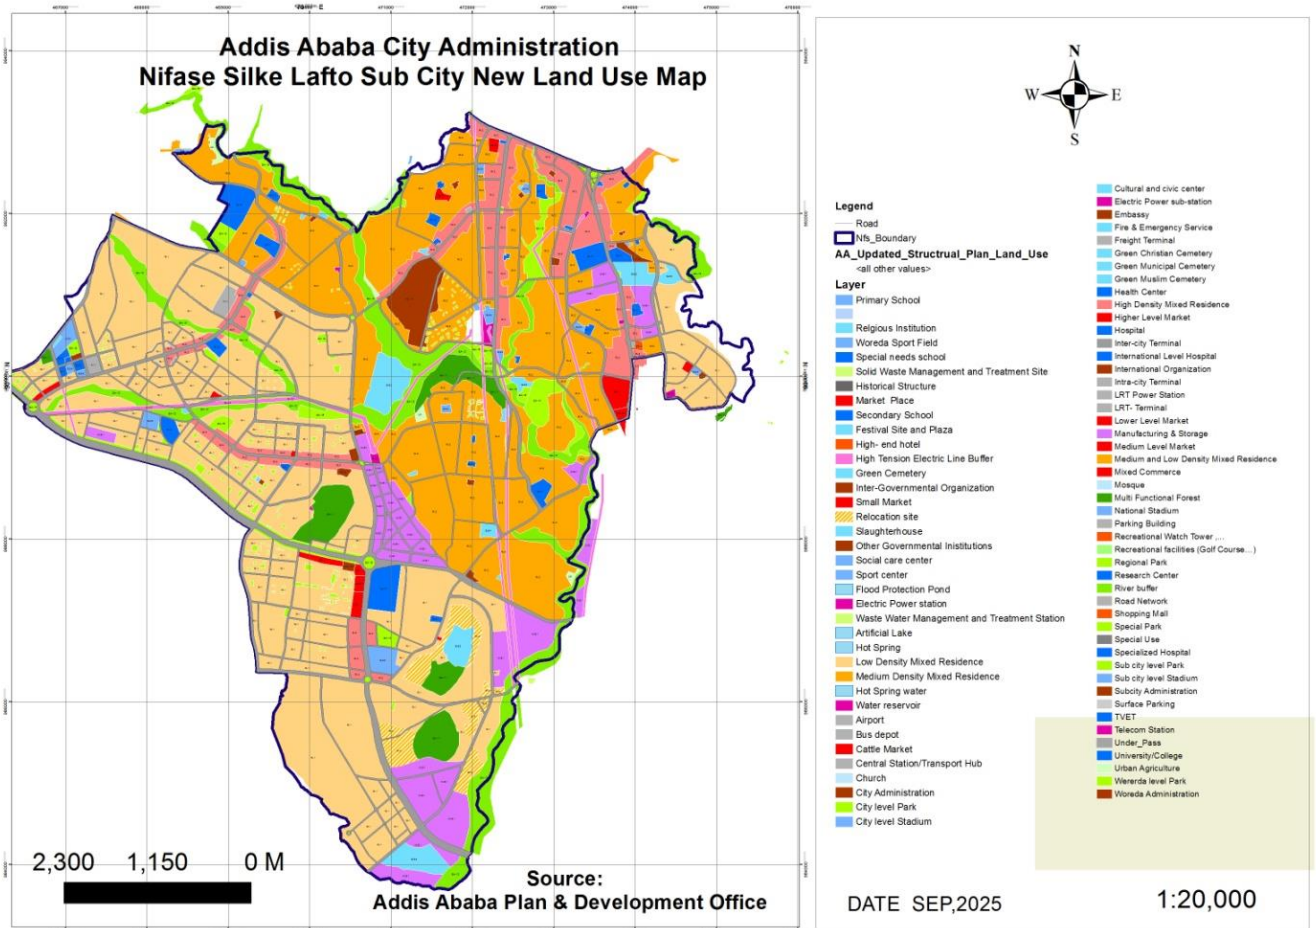 Addis Ababa City Administration
Nifase Silke Lafto Sub City New Land Use Map
N
W
E
S
Legend
Road
Nfs_Boundary
AA_Updated_Structrual_Plan_Land_Use
<all other values>
Layer
Primary School
Relgious Institution
Woreda Sport Field
Special needs school
Solid Waste Management and Treatment Site
Historical Structure
Market Place
Secondary School
Festival Site and Plaza
High- end hotel
High Tension Electric Line Buffer
Green Cemetery
Inter-Governmental Organization
Small Market
Relocation site
Slaughterhouse
Other Governmental Inistitutions
Social care center
Sport center
Flood Protection Pond
Electric Power station
Waste Water Management and Treatment Station
Artificial Lake
Hot Spring
Low Density Mixed Residence
Medium Density Mixed Residence
Hot Spring water
Water reservoir
Airport
Bus depot
Cattle Market
Central Station/Transport Hub
Church
City Administration
City level Park
City level Stadium
Cultural and civic center
Electric Power sub-station
Embassy
Fire & Emergency Service
Freight Terminal
Green Christian Cemetery
Green Municipal Cemetery
Green Muslim Cemetery
Health Center
High Density Mixed Residence
Higher Level Market
Hospital
Inter-city Terminal
International Level Hospital
International Organization
Intra-city Terminal
LRT Power Station
LRT- Terminal
Lower Level Market
Manufacturing & Storage
Medium Level Market
Medium and Low Density Mixed Residence
Mixed Commerce
Mosque
Multi Functional Forest
National Stadium
Parking Building
Recreational Watch Tower ,...
Recreational facilities (Golf Course...)
Regional Park
Research Center
River buffer
Road Network
Shopping Mall
Special Park
Special Use
Specialized Hospital
Sub city level Park
Sub city level Stadium
Subcity Administration
Surface Parking
TVET
Telecom Station
Under_Pass
University/College
Urban Agriculture
Wererda level Park
Woreda Administration
2,300 1,150 0 M
Source:
Addis Ababa Plan & Development Office
DATE SEP,2025
1:20,000